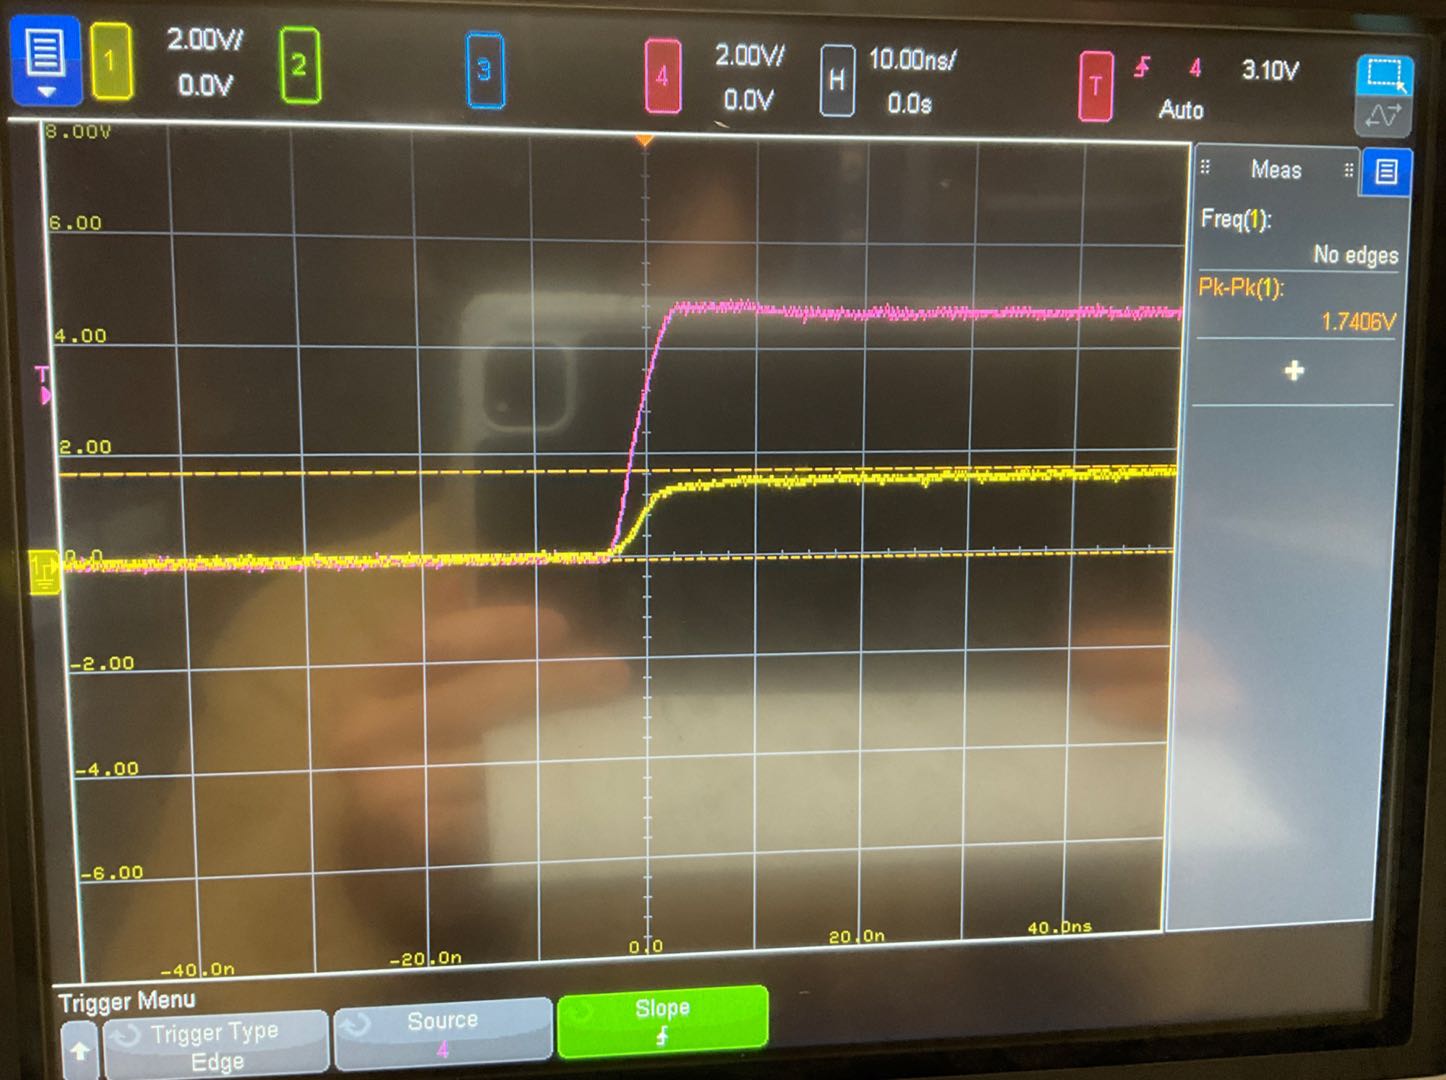 1 2.00V/ 2 3 4 2.00V/ H 10.00ns/ T 4 3.10V
0.0V 0.0V 0.0s Auto
8.00V
6.00
4.00
T
2.00
0.0
1
-2.00
-4.00
-6.00
-40.0n -20.0n 0.0 20.0n 40.0ns
Meas
Freq(1):
No edges
Pk-Pk(1):
1.7406V
+
Trigger Menu
Trigger Type
Edge
Source
4
Slope